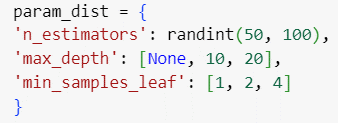 param_dist = {
'n_estimators': randint(50, 100),
'max_depth': [None, 10, 20],
'min_samples_leaf': [1, 2, 4]
}